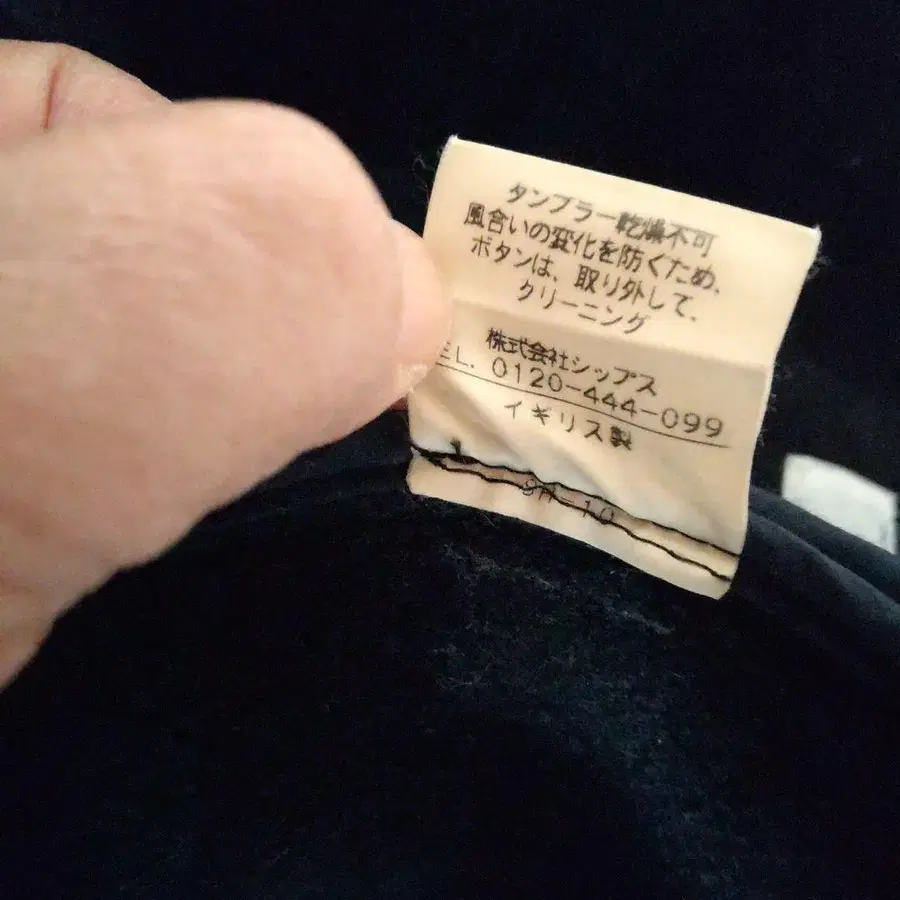 タンブラー乾燥不可
風合いの変化を防ぐため、
ボタンは、取り外して、
クリーニング
株式会社シップス
EL. 0120-444-099
イギリス製